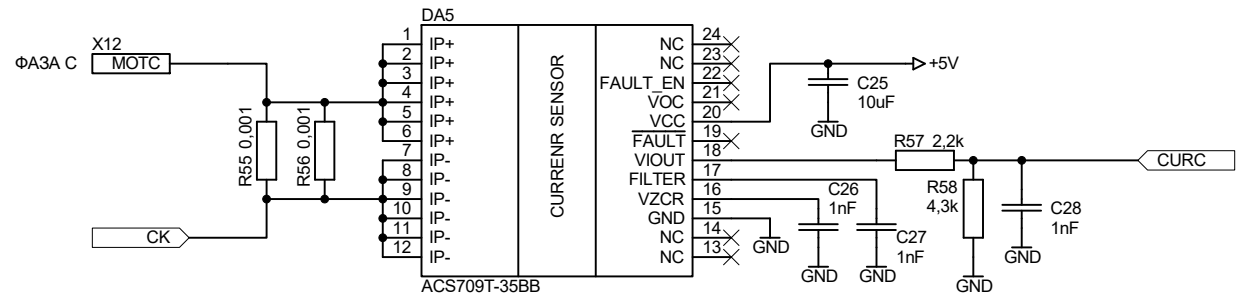 DA5
ФАЗА C
X12
MOTC
R55 0,001
R56 0,001
CK
1 IP+
2 IP+
3 IP+
4 IP+
5 IP+
6 IP+
7 IP-
8 IP-
9 IP-
10 IP-
11 IP-
12 IP-
CURRENR SENSOR
NC 24
NC 23
FAULT_EN 22
VOC 21
VCC 20
FAULT 19
VIOUT 18
FILTER 17
VZCR 16
GND 15
NC 14
NC 13
ACS709T-35BB
C25
10uF
GND
+5V
R57 2,2k
CURC
R58
4,3k
C28
1nF
C26
1nF
C27
1nF
GND
GND
GND
GND
GND